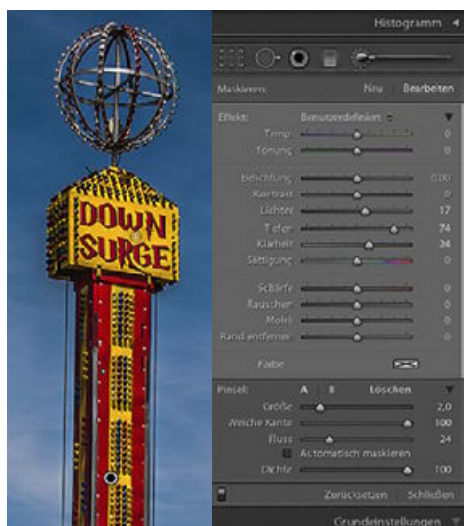 DOWN
SURGE
Histogramm
Maskieren: Neu Bearbeiten
Effekt: Benutzerdefiniert
Temp. 0
Tönung 0
Belichtung 0,00
Kontrast 0
Lichter 17
Tiefen 74
Klarheit 24
Sättigung 0
Schärfe 0
Rauschen 0
Moiré 0
Rand entfernen 0
Farbe
Pinsel: A B Löschen
Größe 2,0
Weiche Kante 100
Fluss 24
Automatisch maskieren
Dichte 100
Zurücksetzen Schließen
Grundeinstellungen